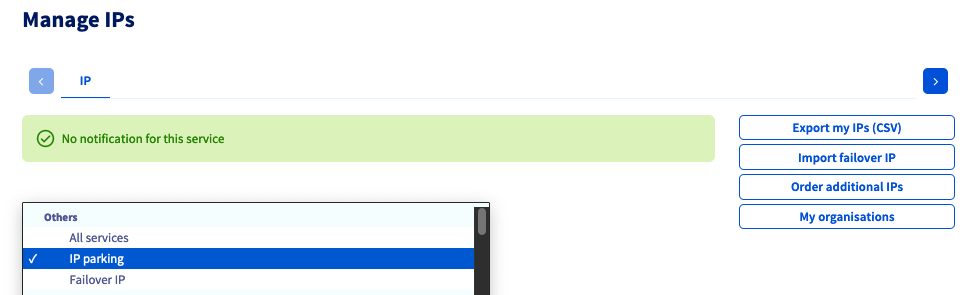 Manage IPs
IP
No notification for this service
Export my IPs (CSV)
Import failover IP
Order additional IPs
My organisations
Others
All services
✓ IP parking
Failover IP